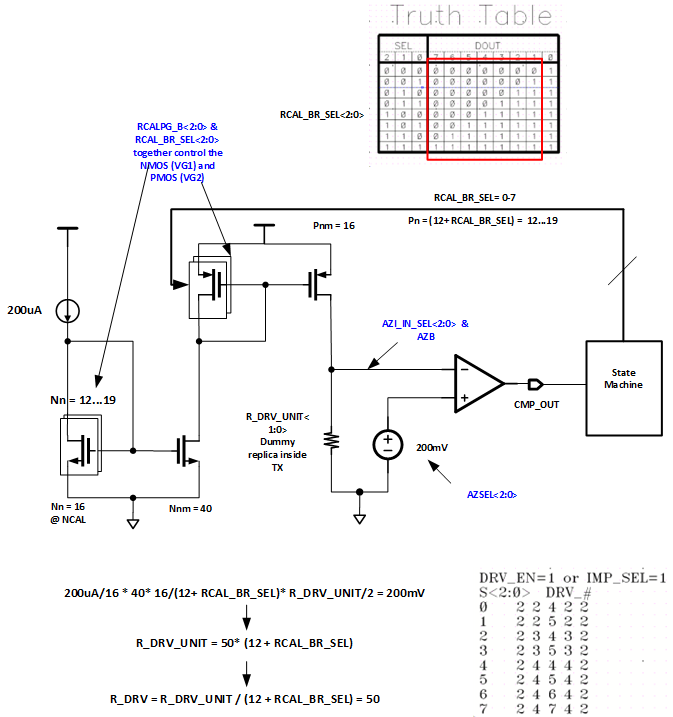 Truth Table
SEL DOUT
2 1 0 7 6 5 4 3 2 1 0
0 0 0 0 0 0 0 0 0 0 1
0 0 1 0 0 0 0 0 0 1 1
0 1 0 0 0 0 0 0 1 1 1
0 1 1 0 0 0 0 1 1 1 1
1 0 0 0 0 0 1 1 1 1 1
1 0 1 0 0 1 1 1 1 1 1
1 1 0 0 1 1 1 1 1 1 1
1 1 1 1 1 1 1 1 1 1 1
RCAL_BR_SEL<2:0>
RCALPG_B<2:0> &
RCAL_BR_SEL<2:0>
together control the
NMOS (VG1) and
PMOS (VG2)
RCAL_BR_SEL= 0-7
Pnm = 16
Pn = (12+ RCAL_BR_SEL) = 12...19
200uA
AZI_IN_SEL<2:0> &
AZB
State
Machine
CMP_OUT
Nn = 12...19
R_DRV_UNIT<
1:0>
Dummy
replica inside
TX
200mV
AZSEL<2:0>
Nn = 16
@ NCAL
Nnm = 40
200uA/16 * 40* 16/(12+ RCAL_BR_SEL)* R_DRV_UNIT/2 = 200mV
R_DRV_UNIT = 50* (12 + RCAL_BR_SEL)
R_DRV = R_DRV_UNIT / (12 + RCAL_BR_SEL) = 50
DRV_EN=1 or IMP_SEL=1
S<2:0> DRV_#
0 2 2 4 2 2
1 2 2 5 2 2
2 2 3 4 3 2
3 2 3 5 3 2
4 2 4 4 4 2
5 2 4 5 4 2
6 2 4 6 4 2
7 2 4 7 4 2